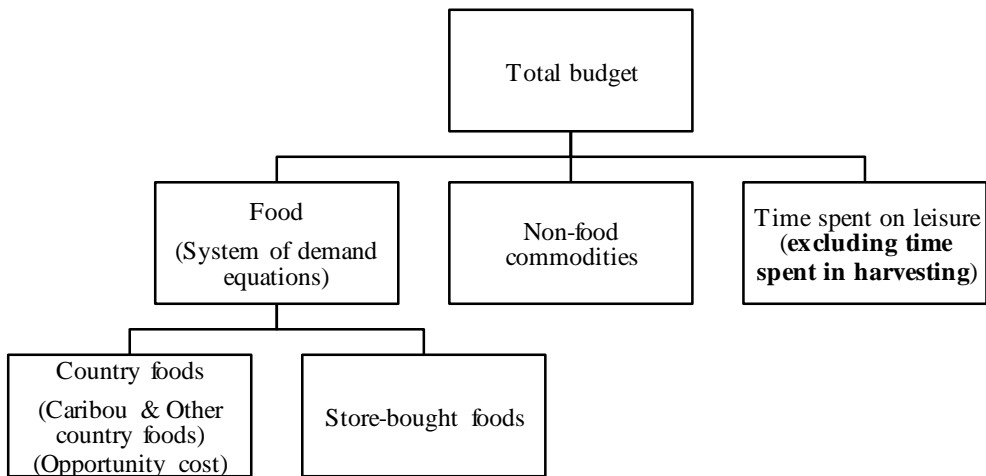 Total budget
Food
(System of demand
equations)
Non-food
commodities
Time spent on leisure
(excluding time
spent in harvesting)
Country foods
(Caribou & Other
country foods)
(Opportunity cost)
Store-bought foods